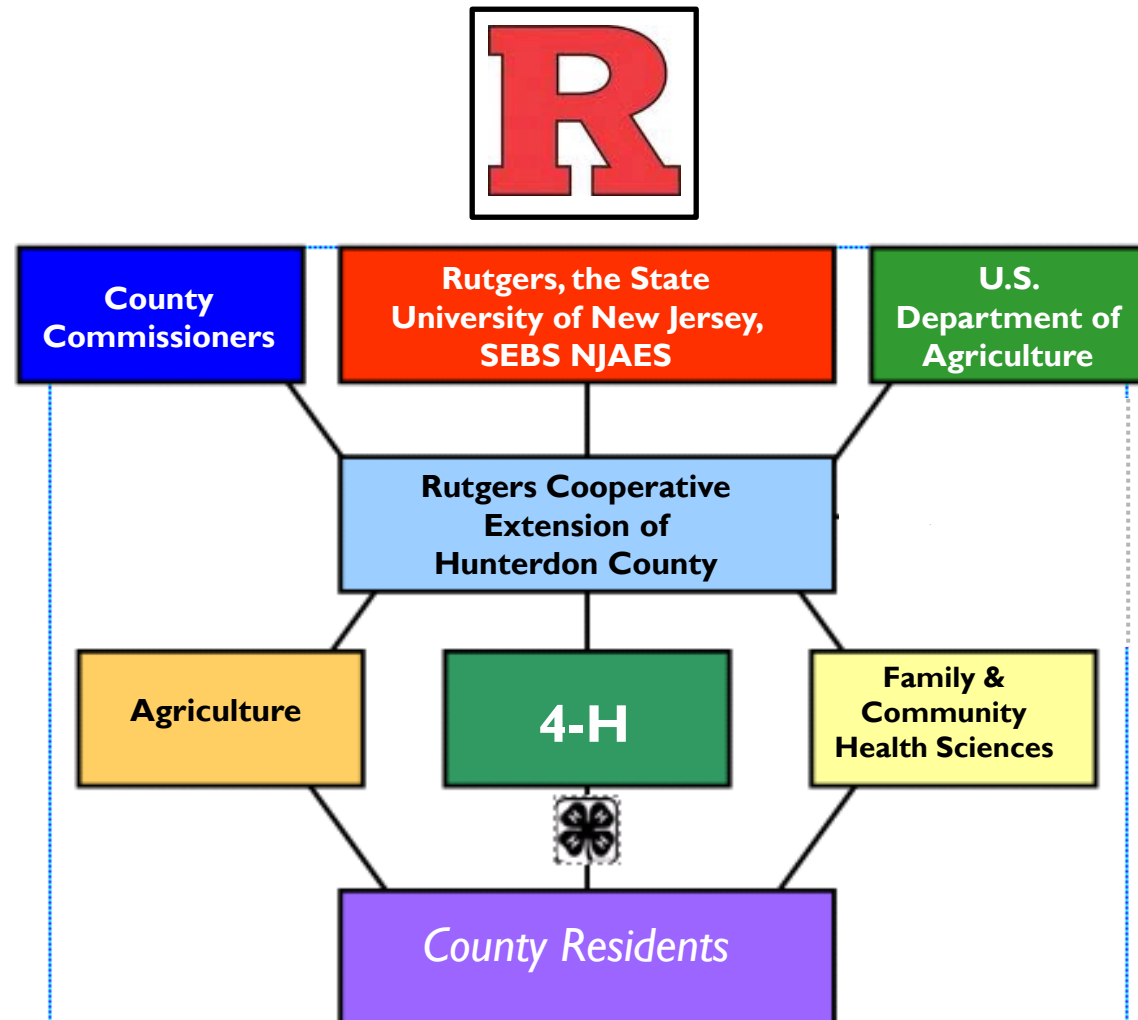 R
County
Commissioners
Rutgers, the State
University of New Jersey,
SEBS NJAES
U.S.
Department of
Agriculture
Rutgers Cooperative
Extension of
Hunterdon County
Agriculture
4-H
Family &
Community
Health Sciences
County Residents